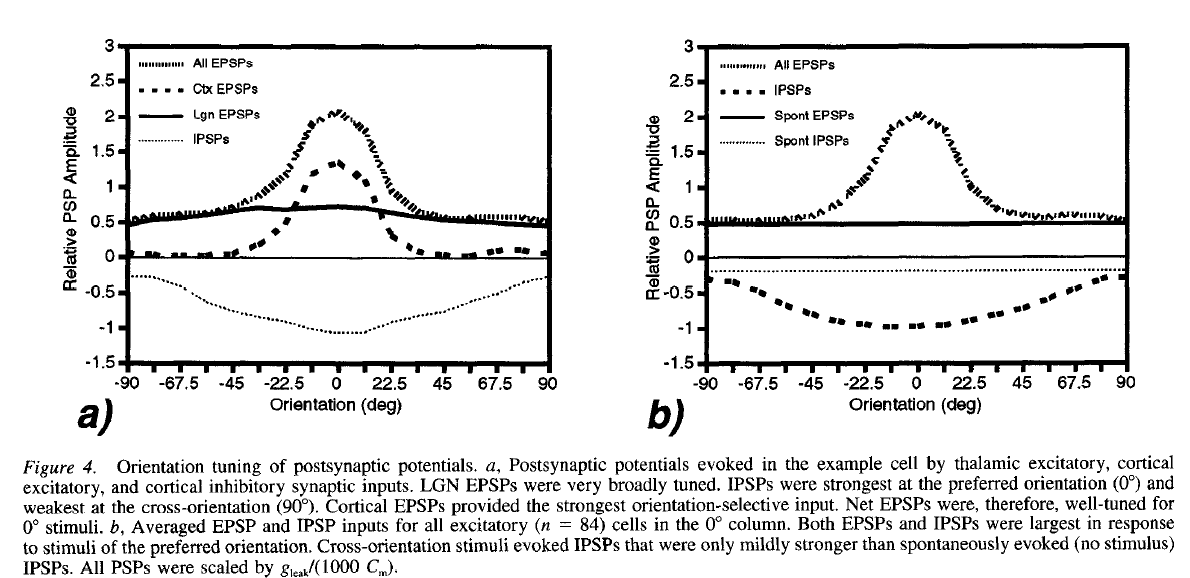 3
2.5
2
1.5
1
0.5
0
-0.5
-1
-1.5
Relative PSP Amplitude
All EPSPs
Ctx EPSPs
Lgn EPSPs
IPSPs
-90 -67.5 -45 -22.5 0 22.5 45 67.5 90
Orientation (deg)
a)
3
2.5
2
1.5
1
0.5
0
-0.5
-1
-1.5
Relative PSP Amplitude
All EPSPs
IPSPs
Spont EPSPs
Spont IPSPs
-90 -67.5 -45 -22.5 0 22.5 45 67.5 90
Orientation (deg)
b)
Figure 4. Orientation tuning of postsynaptic potentials. a, Postsynaptic potentials evoked in the example cell by thalamic excitatory, cortical
excitatory, and cortical inhibitory synaptic inputs. LGN EPSPs were very broadly tuned. IPSPs were strongest at the preferred orientation (0°) and
weakest at the cross-orientation (90°). Cortical EPSPs provided the strongest orientation-selective input. Net EPSPs were, therefore, well-tuned for
0° stimuli. b, Averaged EPSP and IPSP inputs for all excitatory (n = 84) cells in the 0° column. Both EPSPs and IPSPs were largest in response
to stimuli of the preferred orientation. Cross-orientation stimuli evoked IPSPs that were only mildly stronger than spontaneously evoked (no stimulus)
IPSPs. All PSPs were scaled by gleak/(1000 Cm).